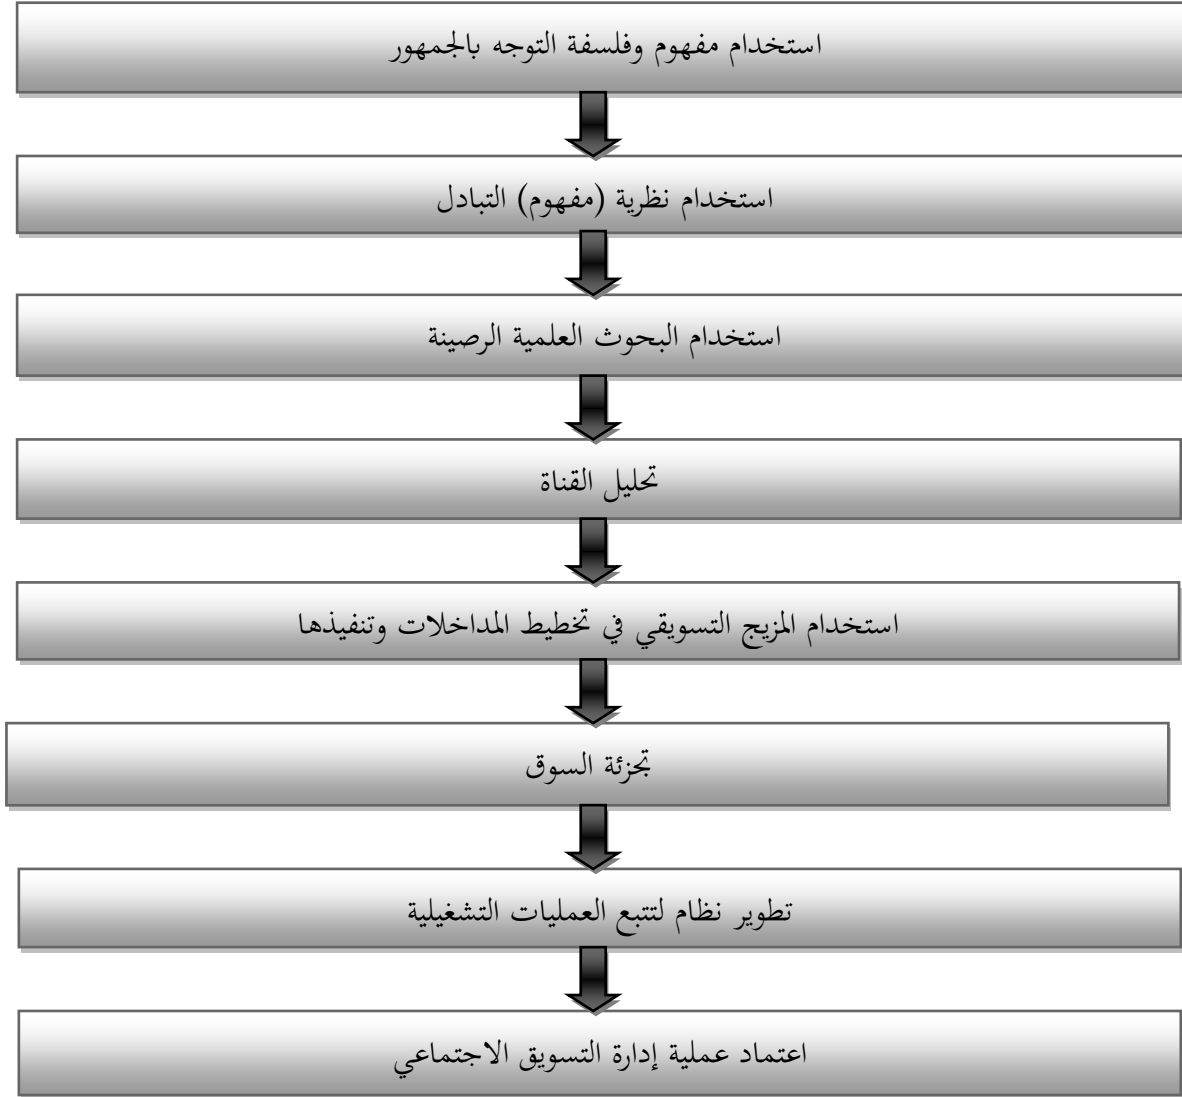 استخدام مفهوم وفلسفة التوجه بالجمهور
استخدام نظرية (مفهوم) التبادل
استخدام البحوث العلمية الرصينة
تحليل القناة
استخدام المزيج التسويقي في تخطيط المداخلات وتنفيذها
تجزئة السوق
تطوير نظام لتتبع العمليات التشغيلية
اعتماد عملية إدارة التسويق الاجتماعي